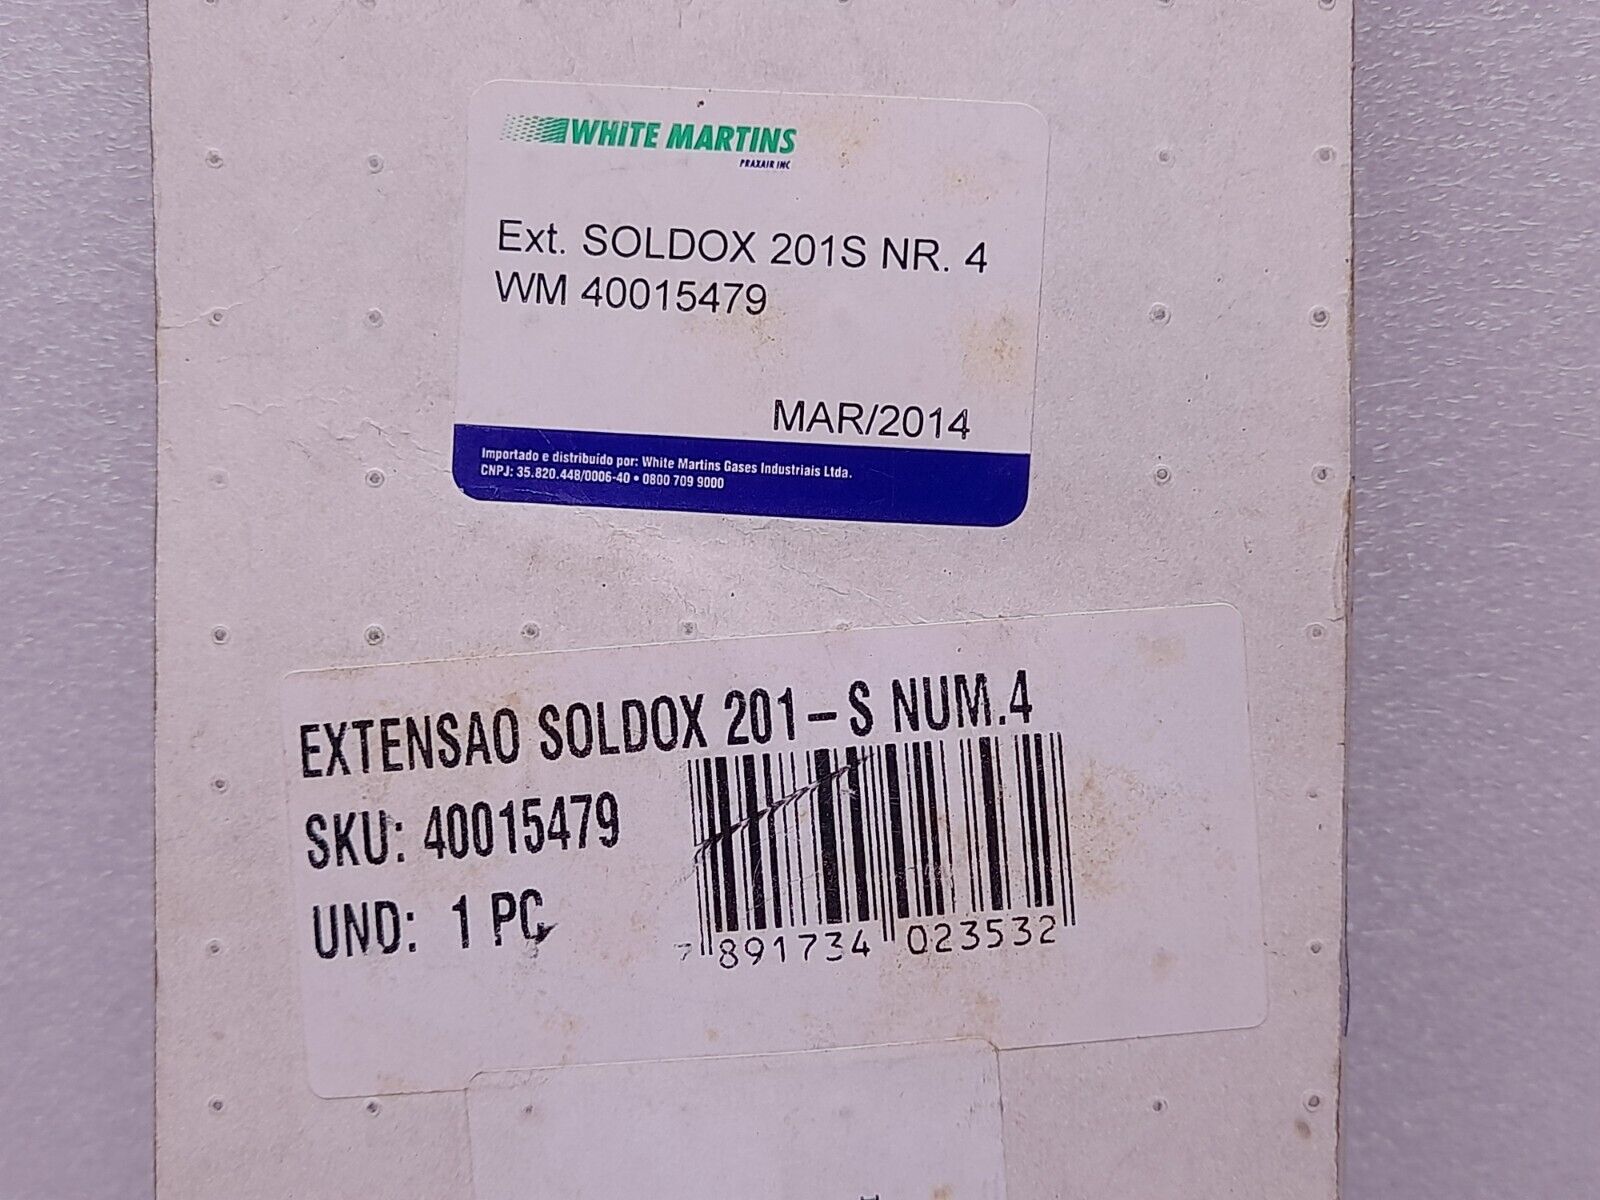 WHITE MARTINS
PRAXAIR INC
Ext. SOLDOX 201S NR. 4
WM 40015479
MAR/2014
Importado e distribuído por: White Martins Gases Industriais Ltda.
CNPJ: 35.820.448/0006-40 • 0800 709 9000
EXTENSAO SOLDOX 201-S NUM.4
SKU: 40015479
UND: 1 PC
7 891734 023532